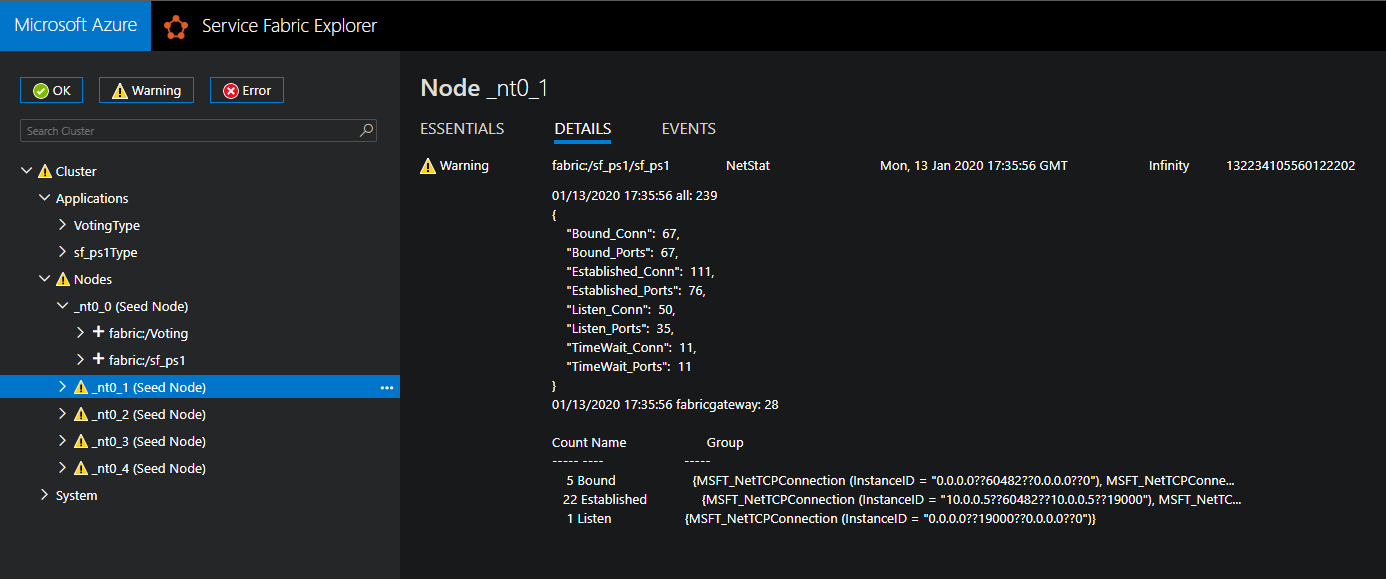 Microsoft Azure Service Fabric Explorer
OK Warning Error
Search Cluster
Cluster
Applications
VotingType
sf_ps1Type
Nodes
_nt0_0 (Seed Node)
fabric:/Voting
fabric:/sf_ps1
_nt0_1 (Seed Node)
_nt0_2 (Seed Node)
_nt0_3 (Seed Node)
_nt0_4 (Seed Node)
System
Node _nt0_1
ESSENTIALS DETAILS EVENTS
Warning fabric:/sf_ps1/sf_ps1 NetStat Mon, 13 Jan 2020 17:35:56 GMT Infinity 132234105560122202
01/13/2020 17:35:56 all: 239
{
"Bound_Conn": 67,
"Bound_Ports": 67,
"Established_Conn": 111,
"Established_Ports": 76,
"Listen_Conn": 50,
"Listen_Ports": 35,
"TimeWait_Conn": 11,
"TimeWait_Ports": 11
}
01/13/2020 17:35:56 fabricgateway: 28
Count Name Group
----- ---- -----
5 Bound {MSFT_NetTCPConnection (InstanceID = "0.0.0.0??60482??0.0.0.0??0"), MSFT_NetTCPConne...
22 Established {MSFT_NetTCPConnection (InstanceID = "10.0.0.5??60482??10.0.0.5??19000"), MSFT_NetTC...
1 Listen {MSFT_NetTCPConnection (InstanceID = "0.0.0.0??19000??0.0.0.0??0")}